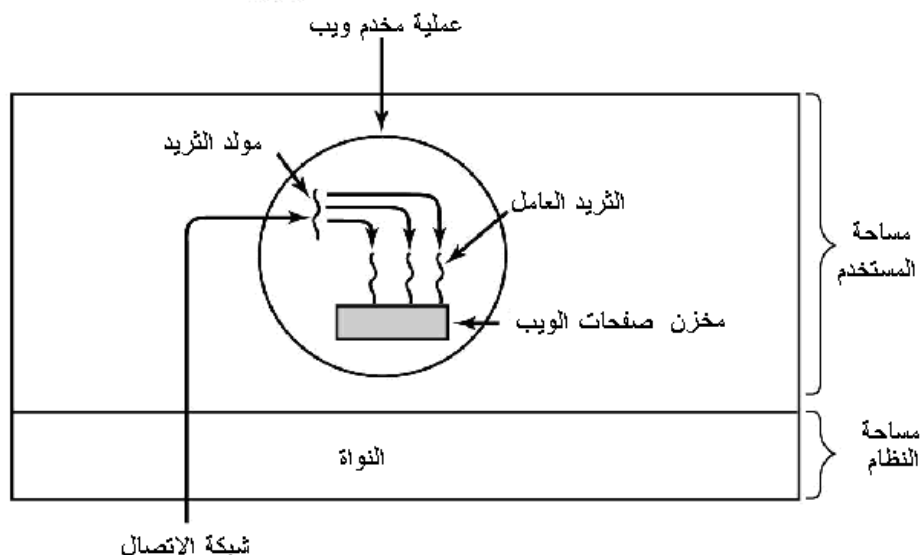 عملية مخدم ويب
مولد الثريد
الثريد العامل
مساحة
المستخدم
مخزن صفحات الويب
مساحة
النظام
النواة
شبكة الاتصال